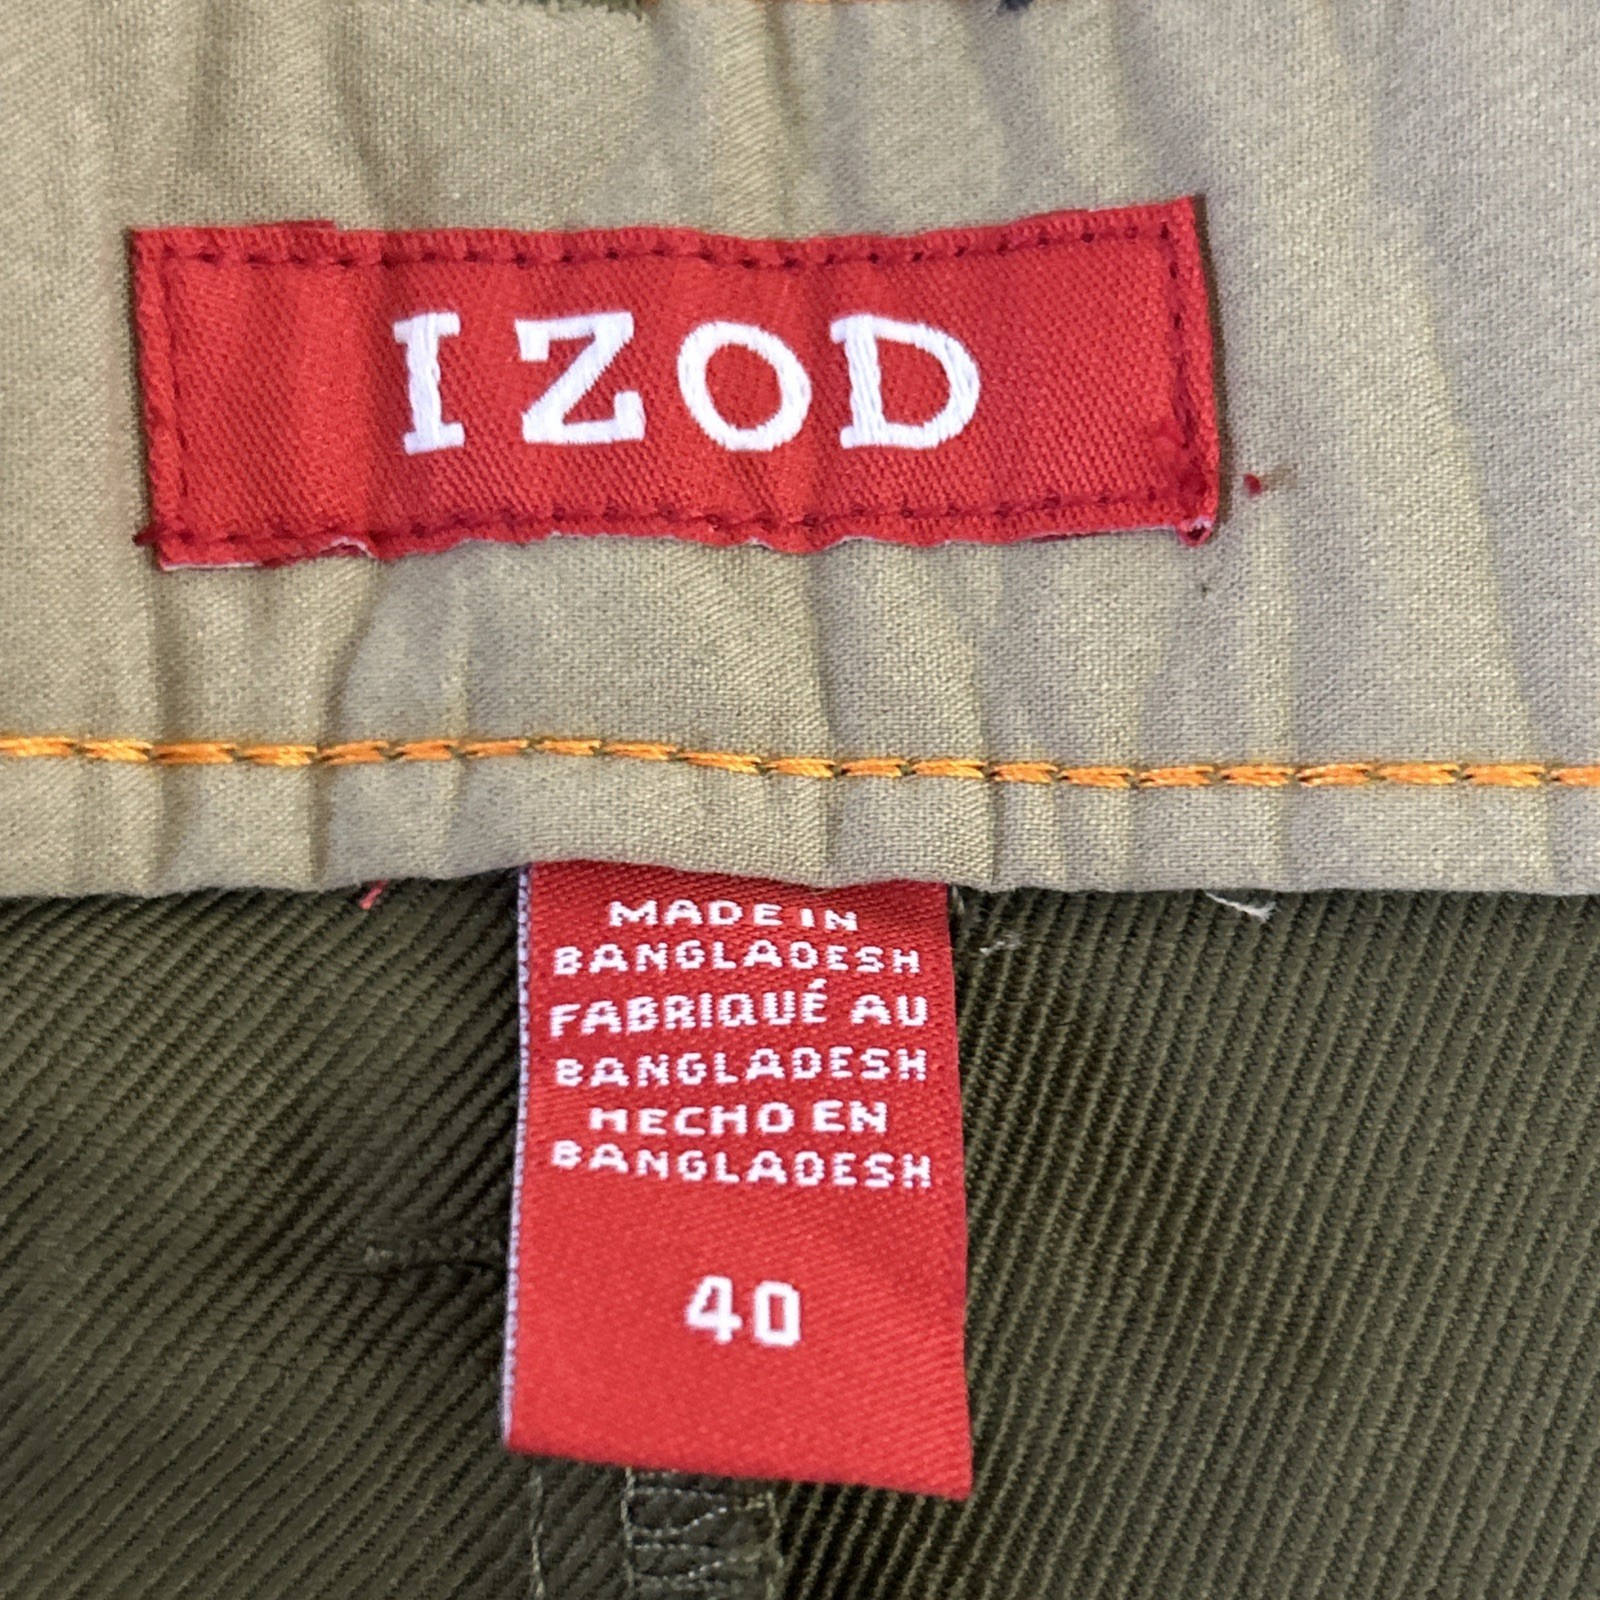 IZOD
MADE IN
BANGLADESH
FABRIQUÉ AU
BANGLADESH
HECHO EN
BANGLADESH
40